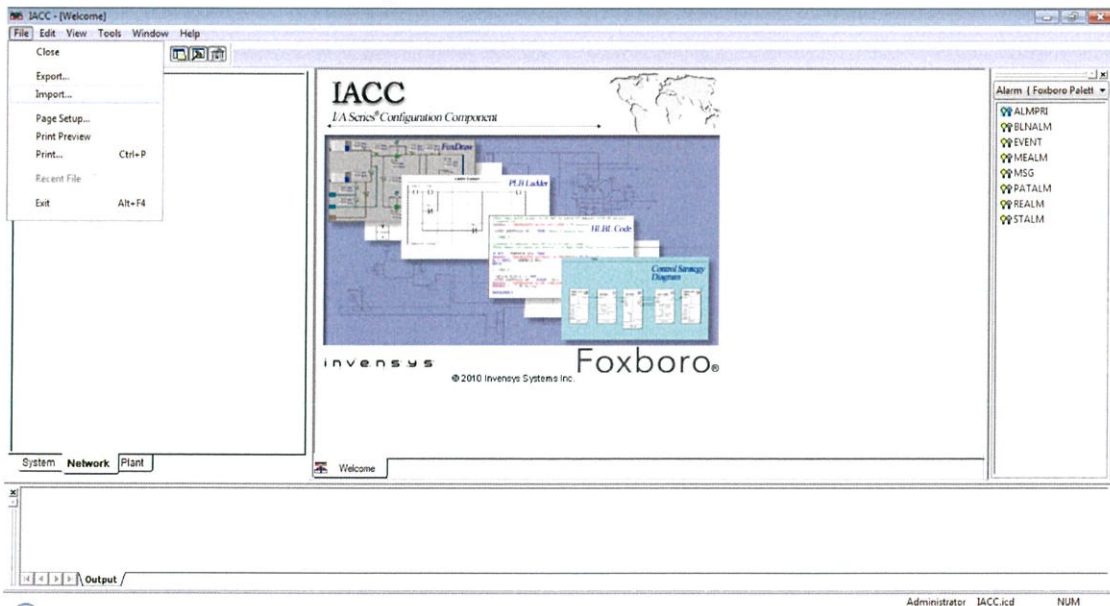 IACC - [Welcome]
File Edit View Tools Window Help
Close
Export...
Import...
Page Setup...
Print Preview
Print... Ctrl+P
Recent File
Exit Alt+F4
System Network Plant
IACC
I/A Series® Configuration Component
FoxDraw
PLB Ladder
HLBL Code
Control Strategy
Diagram
invensys
Foxboro®
© 2010 Invensys Systems Inc.
Welcome
Alarm { Foxboro Palett
ALMPRI
BLNALM
EVENT
MEALM
MSG
PATALM
REALM
STALM
Output
Administrator IACC.icd NUM